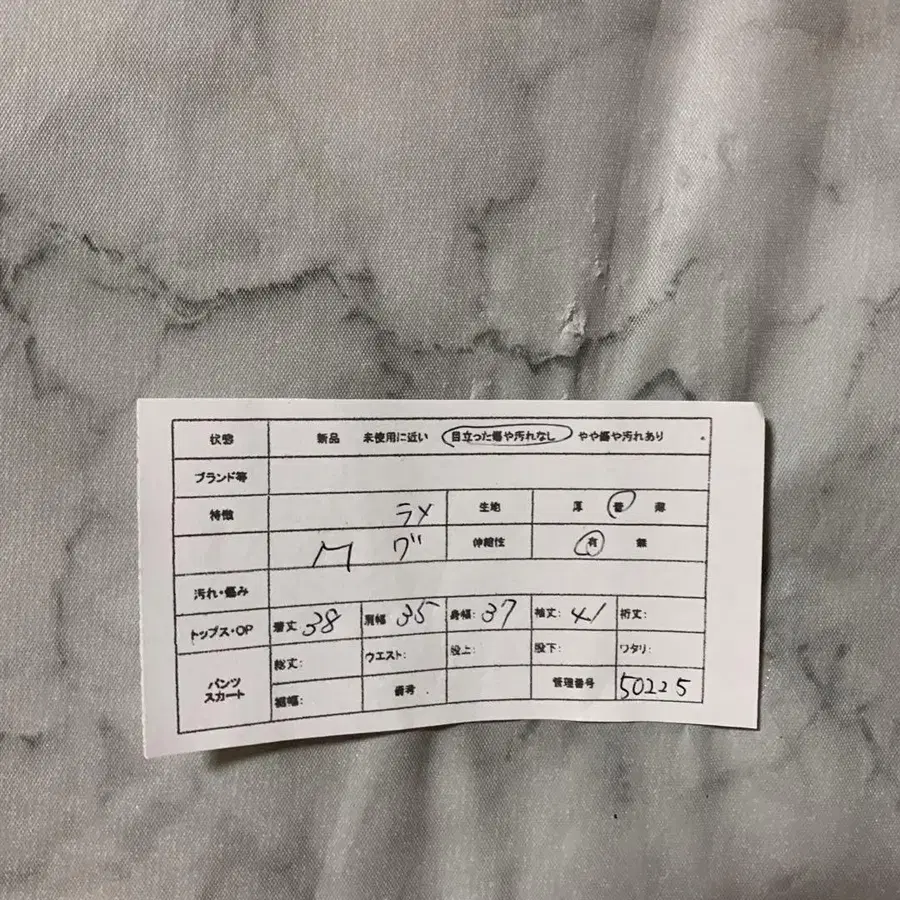 状態 新品 未使用に近い 目立った傷や汚れなし やや傷や汚れあり
ブランド等
特徴 ラメ 生地 厚 普 薄
グ 伸縮性 有 無
汚れ・傷み
トップス・OP 着丈 38 肩幅 35 身幅: 37 袖丈: 41 裄丈:
パンツ スカート
総丈: ウエスト: 股上: 股下: ワタリ:
裾幅: 備考 管理番号 50225